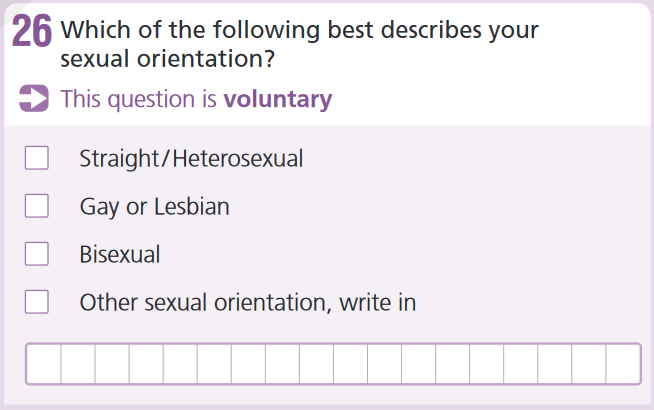 26 Which of the following best describes your
sexual orientation?
This question is voluntary
Straight/Heterosexual
Gay or Lesbian
Bisexual
Other sexual orientation, write in